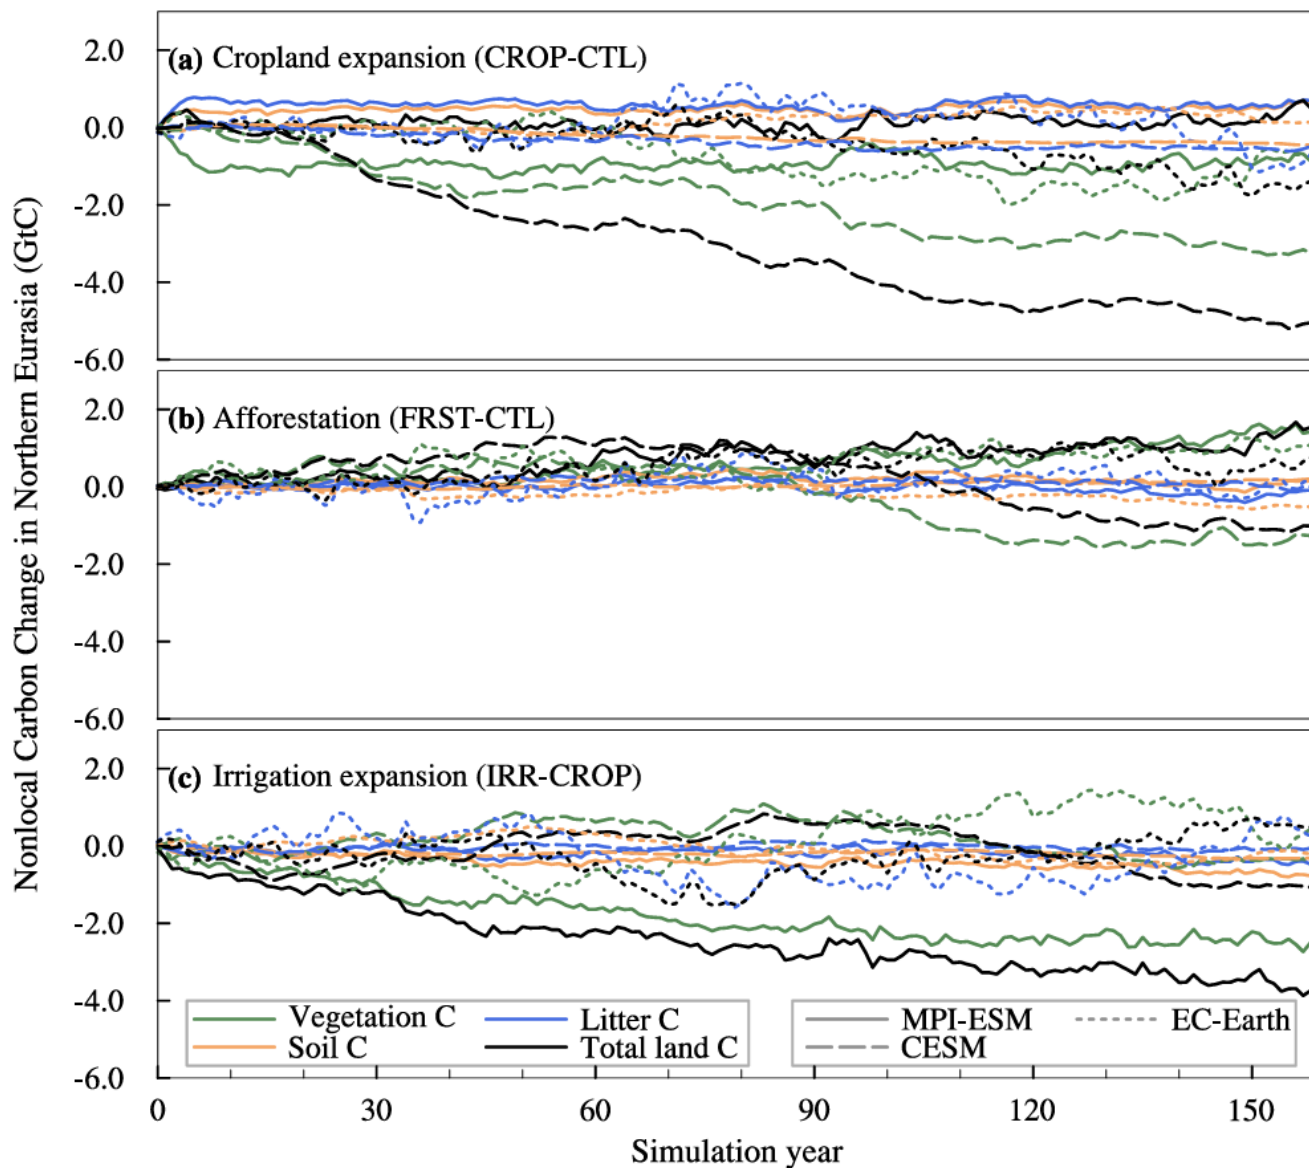 Nonlocal Carbon Change in Northern Eurasia (GtC)
(a) Cropland expansion (CROP-CTL)
2.0
0.0
-2.0
-4.0
-6.0
(b) Afforestation (FRST-CTL)
2.0
0.0
-2.0
-4.0
-6.0
(c) Irrigation expansion (IRR-CROP)
2.0
0.0
-2.0
-4.0
-6.0
Vegetation C Litter C
Soil C Total land C
MPI-ESM EC-Earth
CESM
0 30 60 90 120 150
Simulation year